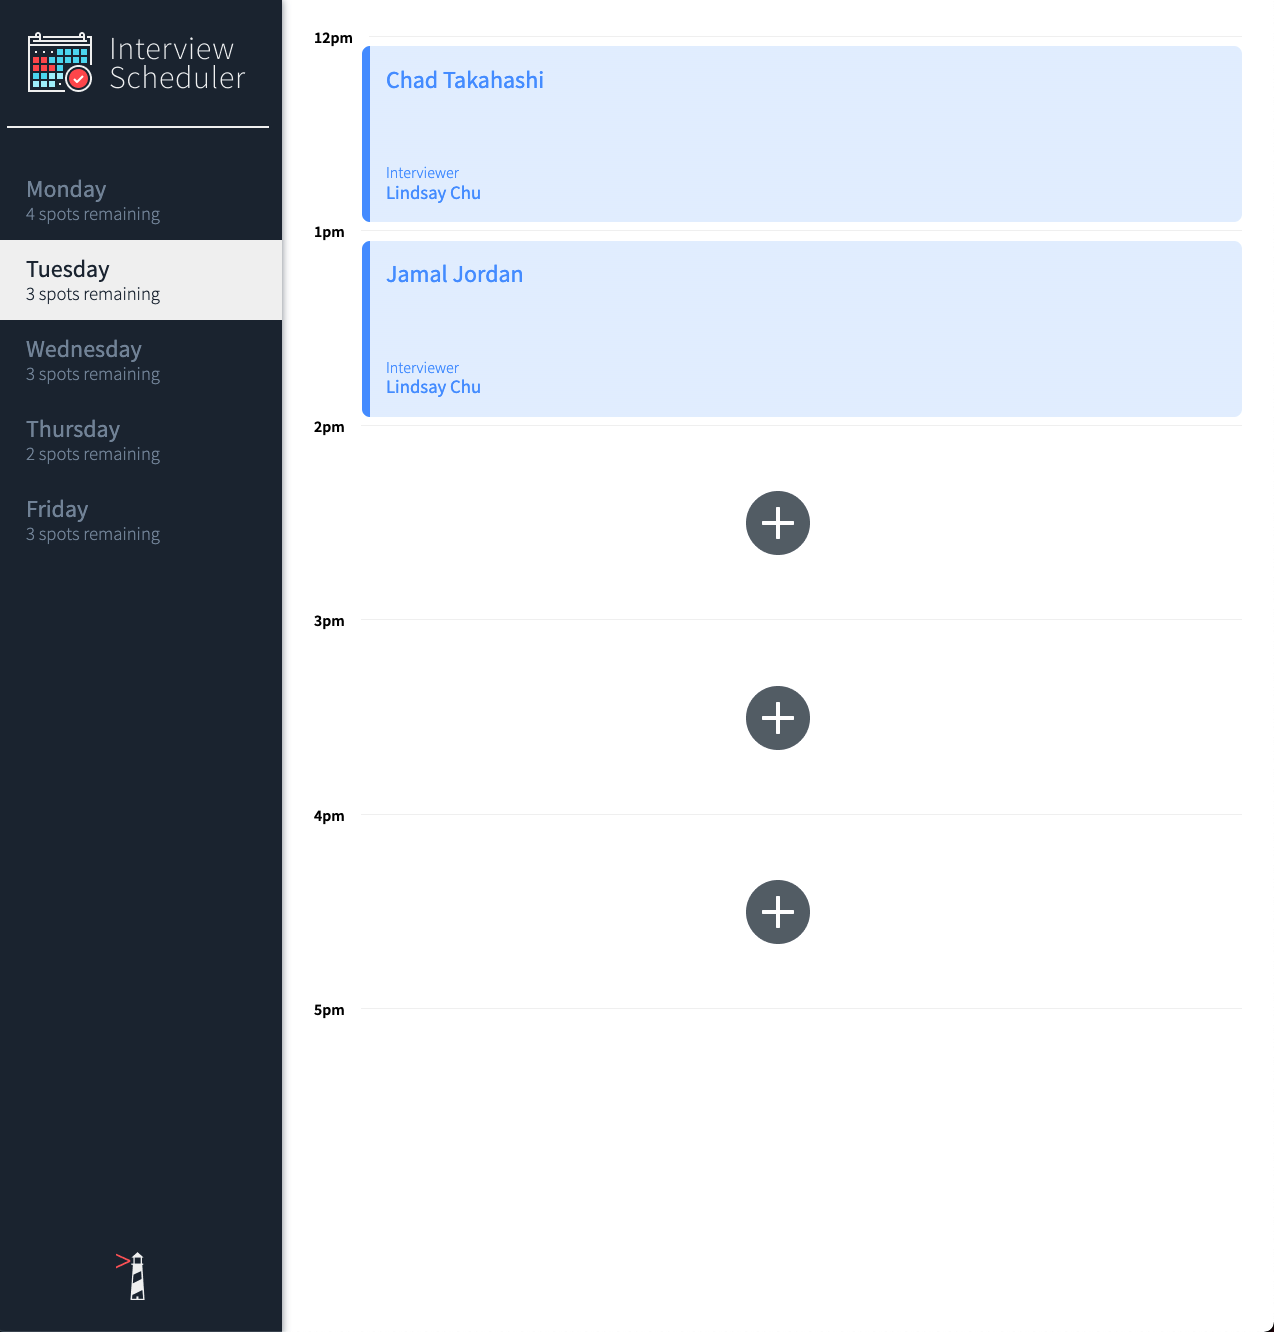 Interview
Scheduler
Monday
4 spots remaining
Tuesday
3 spots remaining
Wednesday
3 spots remaining
Thursday
2 spots remaining
Friday
3 spots remaining
12pm
Chad Takahashi
Interviewer
Lindsay Chu
1pm
Jamal Jordan
Interviewer
Lindsay Chu
2pm
3pm
4pm
5pm